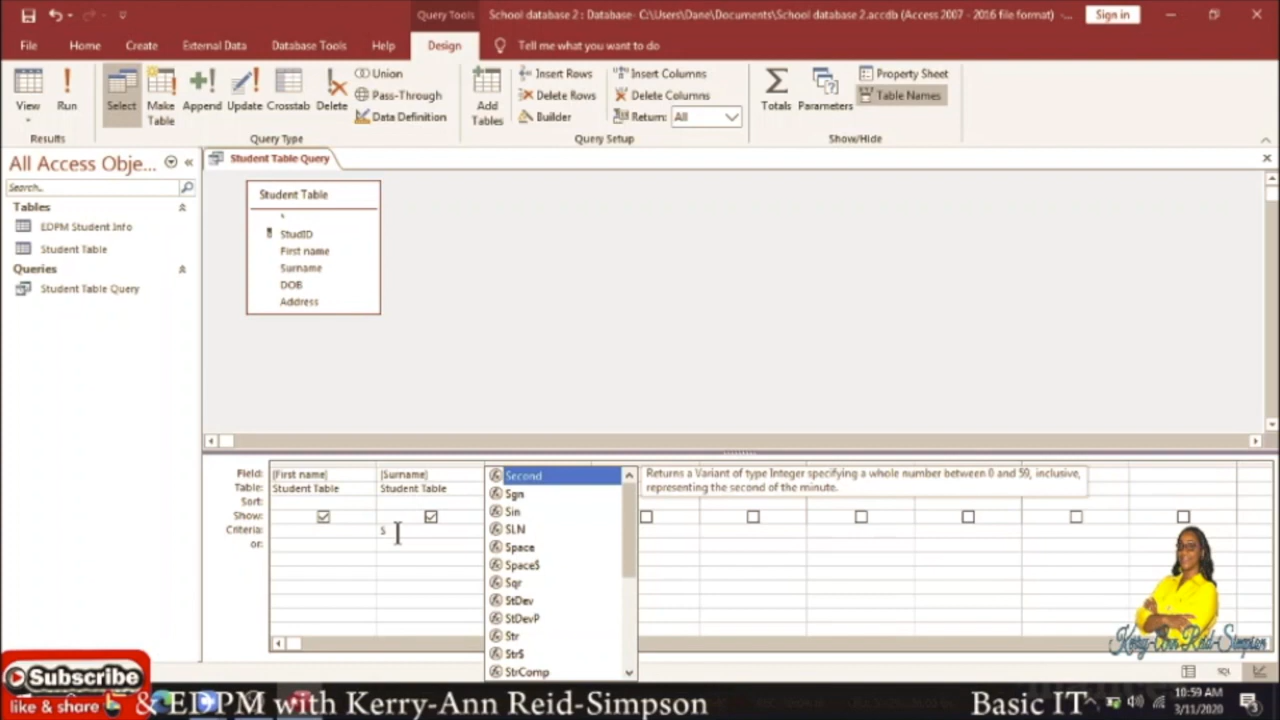 Query Tools
School database 2 : Database- C:\Users\Dane\Documents\School database 2.accdb (Access 2007 - 2016 file format) -...
Sign in
File Home Create External Data Database Tools Help Design Tell me what you want to do
View
Run
Results
Select
Make Table
Append
Update
Crosstab
Delete
Union
Pass-Through
Data Definition
Query Type
Add Tables
Insert Rows
Delete Rows
Builder
Insert Columns
Delete Columns
Return: All
Query Setup
Totals
Parameters
Property Sheet
Table Names
Show/Hide
All Access Obje...
Search..
Tables
EDPM Student Info
Student Table
Queries
Student Table Query
Student Table Query
Student Table
*
StudID
First name
Surname
DOB
Address
Field: [First name] [Surname]
Table: Student Table Student Table
Sort:
Show:
Criteria: s
or:
Second
Sgn
Sin
SLN
Space
Space$
Sqr
StDev
StDevP
Str
Str$
StrComp
Returns a Variant of type Integer specifying a whole number between 0 and 59, inclusive,
representing the second of the minute.
Kerry-Ann Reid-Simpson
Subscribe
like & share
& EDPM with Kerry-Ann Reid-Simpson
Basic IT
SQL
10:59 AM
3/11/2020